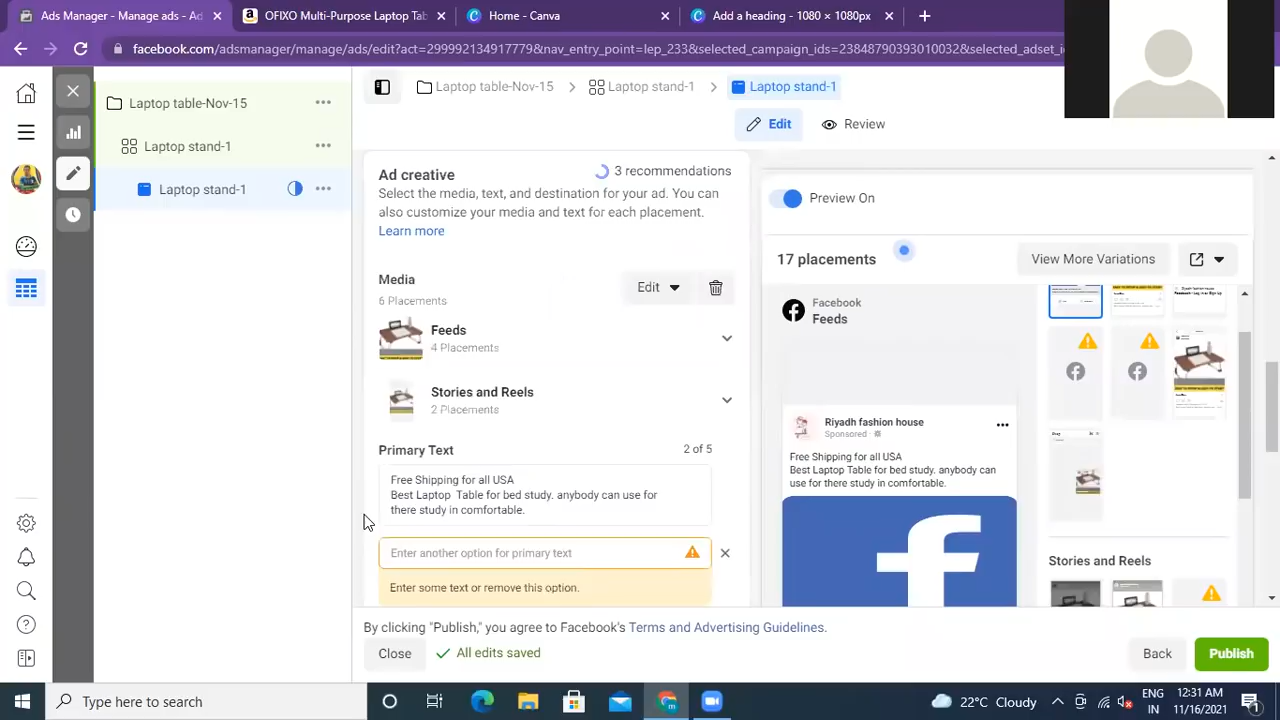 Ads Manager - Manage ads - Ad
OFIXO Multi-Purpose Laptop Tab
Home - Canva
Add a heading - 1080 × 1080px
facebook.com/adsmanager/manage/ads/edit?act=299992134917779&nav_entry_point=lep_233&selected_campaign_ids=23848790393010032&selected_adset_i
Laptop table-Nov-15
Laptop stand-1
Laptop stand-1
Laptop table-Nov-15
Laptop stand-1
Laptop stand-1
Edit
Review
Ad creative
3 recommendations
Select the media, text, and destination for your ad. You can
also customize your media and text for each placement.
Learn more
Media
6 Placements
Edit
Feeds
4 Placements
Stories and Reels
2 Placements
Primary Text
2 of 5
Free Shipping for all USA
Best Laptop Table for bed study. anybody can use for
there study in comfortable.
Enter another option for primary text
Enter some text or remove this option.
Preview On
17 placements
View More Variations
Facebook
Feeds
Riyadh fashion house
Sponsored
Free Shipping for all USA
Best Laptop Table for bed study. anybody can
use for there study in comfortable.
Stories and Reels
By clicking "Publish," you agree to Facebook's Terms and Advertising Guidelines.
Close
All edits saved
Back
Publish
Type here to search
22°C Cloudy
ENG
IN
12:31 AM
11/16/2021
1